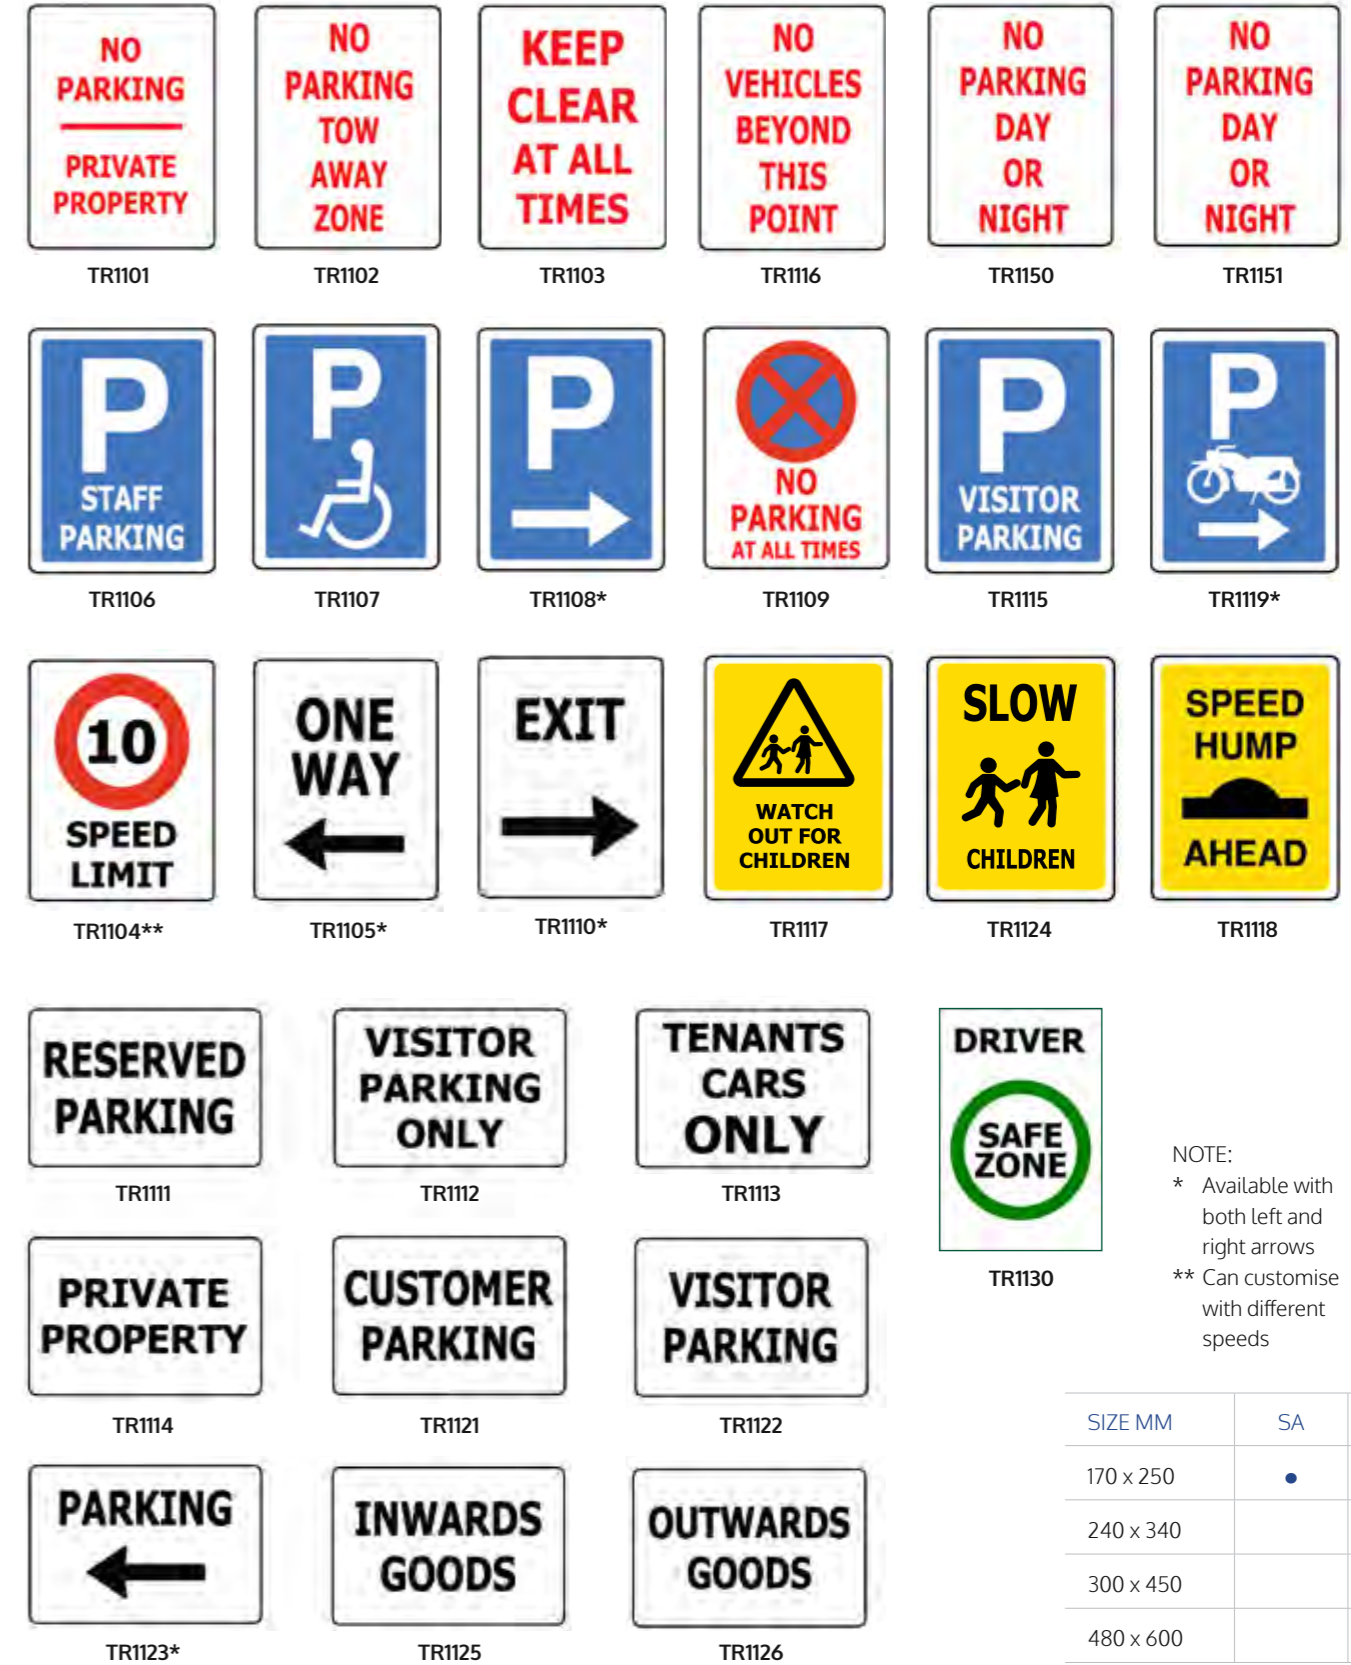 NO
PARKING
PRIVATE
PROPERTY
TR1101
NO
PARKING
TOW
AWAY
ZONE
TR1102
KEEP
CLEAR
AT ALL
TIMES
TR1103
NO
VEHICLES
BEYOND
THIS
POINT
TR1116
NO
PARKING
DAY
OR
NIGHT
TR1150
NO
PARKING
DAY
OR
NIGHT
TR1151
P
STAFF
PARKING
TR1106
P
TR1107
P
TR1108*
NO
PARKING
AT ALL TIMES
TR1109
P
VISITOR
PARKING
TR1115
P
TR1119*
10
SPEED
LIMIT
TR1104**
ONE
WAY
TR1105*
EXIT
TR1110*
WATCH
OUT FOR
CHILDREN
TR1117
SLOW
CHILDREN
TR1124
SPEED
HUMP
AHEAD
TR1118
RESERVED
PARKING
TR1111
VISITOR
PARKING
ONLY
TR1112
TENANTS
CARS
ONLY
TR1113
DRIVER
SAFE
ZONE
TR1130
NOTE:
* Available with
both left and
right arrows
** Can customise
with different
speeds
PRIVATE
PROPERTY
TR1114
CUSTOMER
PARKING
TR1121
VISITOR
PARKING
TR1122
PARKING
TR1123*
INWARDS
GOODS
TR1125
OUTWARDS
GOODS
TR1126
SIZE MM SA
170 x 250 •
240 x 340
300 x 450
480 x 600